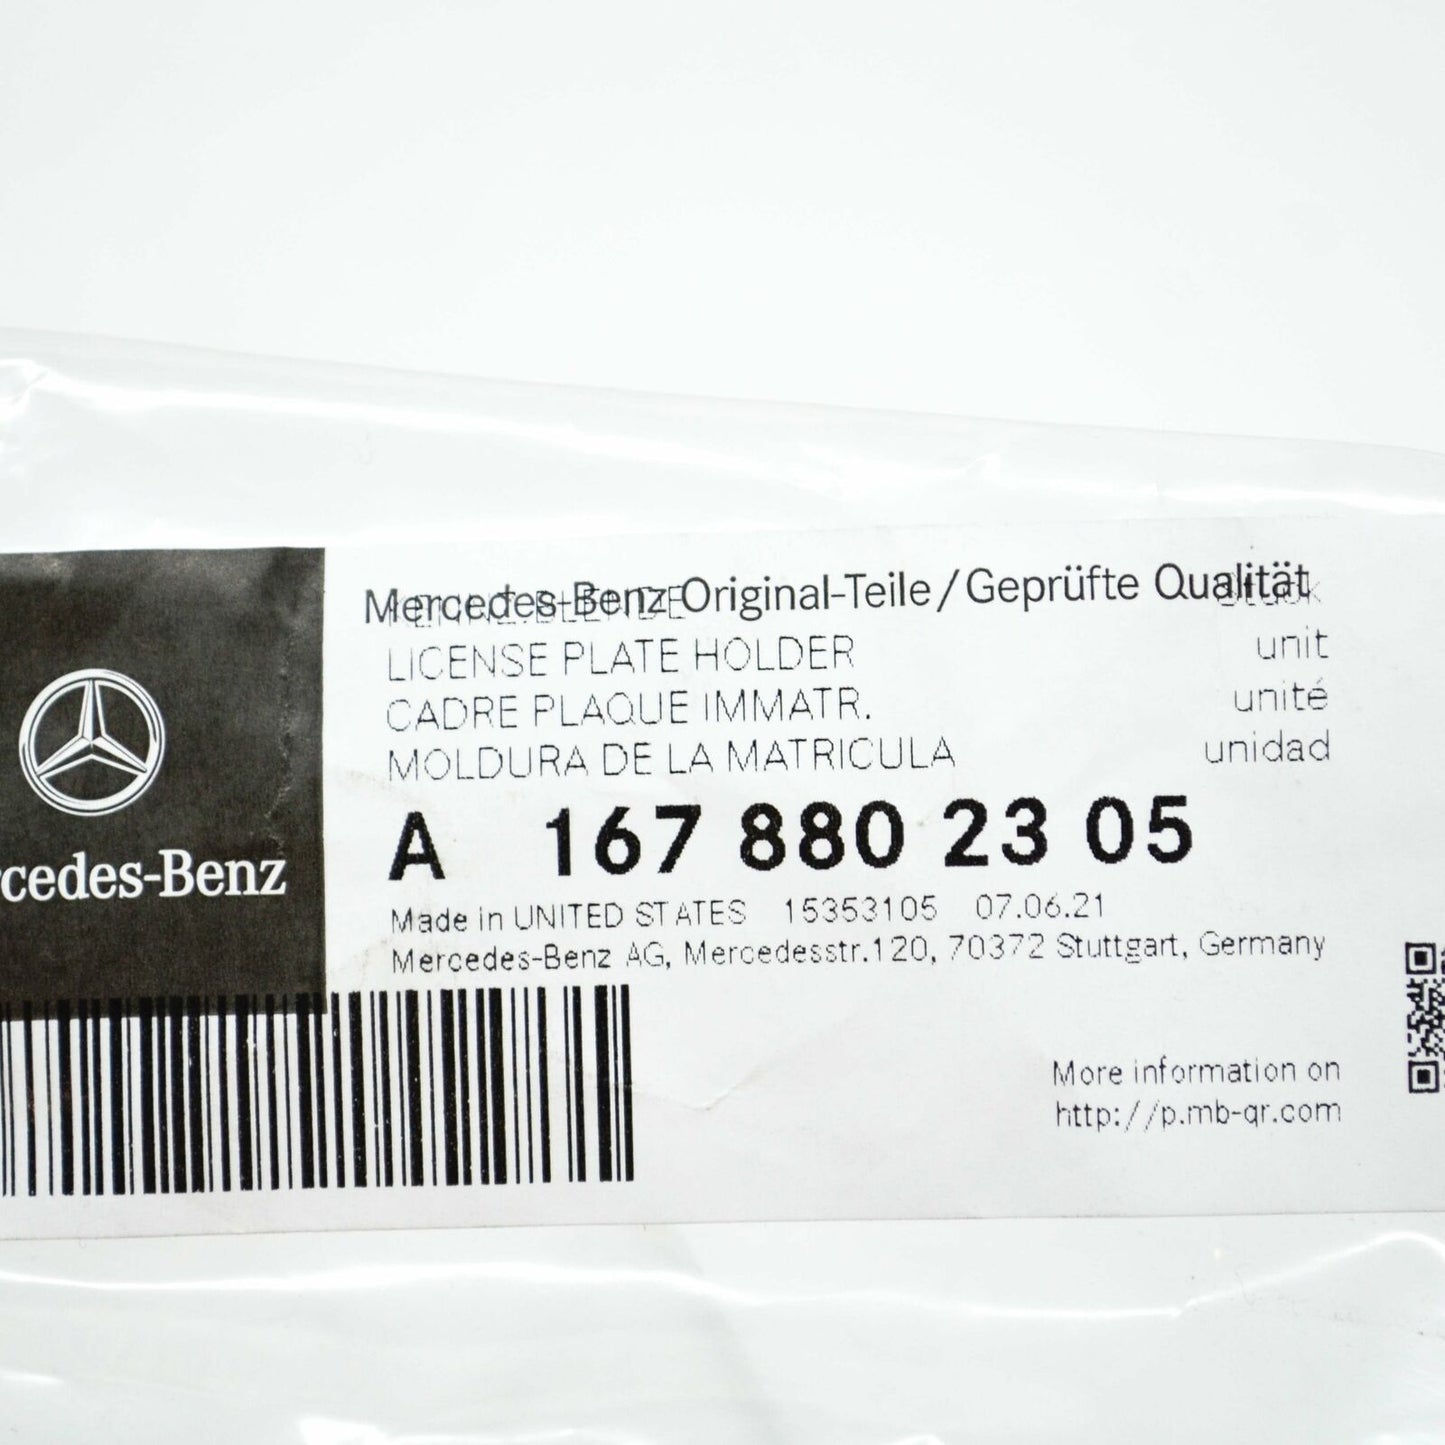 Mercedes-Benz Original-Teile/Geprüfte Qualität
Stück
LICENSE PLATE HOLDER unit
CADRE PLAQUE IMMATR. unité
MOLDURA DE LA MATRICULA unidad
A 167 880 23 05
Made in UNITED STATES 15353105 07.06.21
Mercedes-Benz AG, Mercedesstr.120, 70372 Stuttgart, Germany
rcedes-Benz
More information on
http://p.mb-qr.com